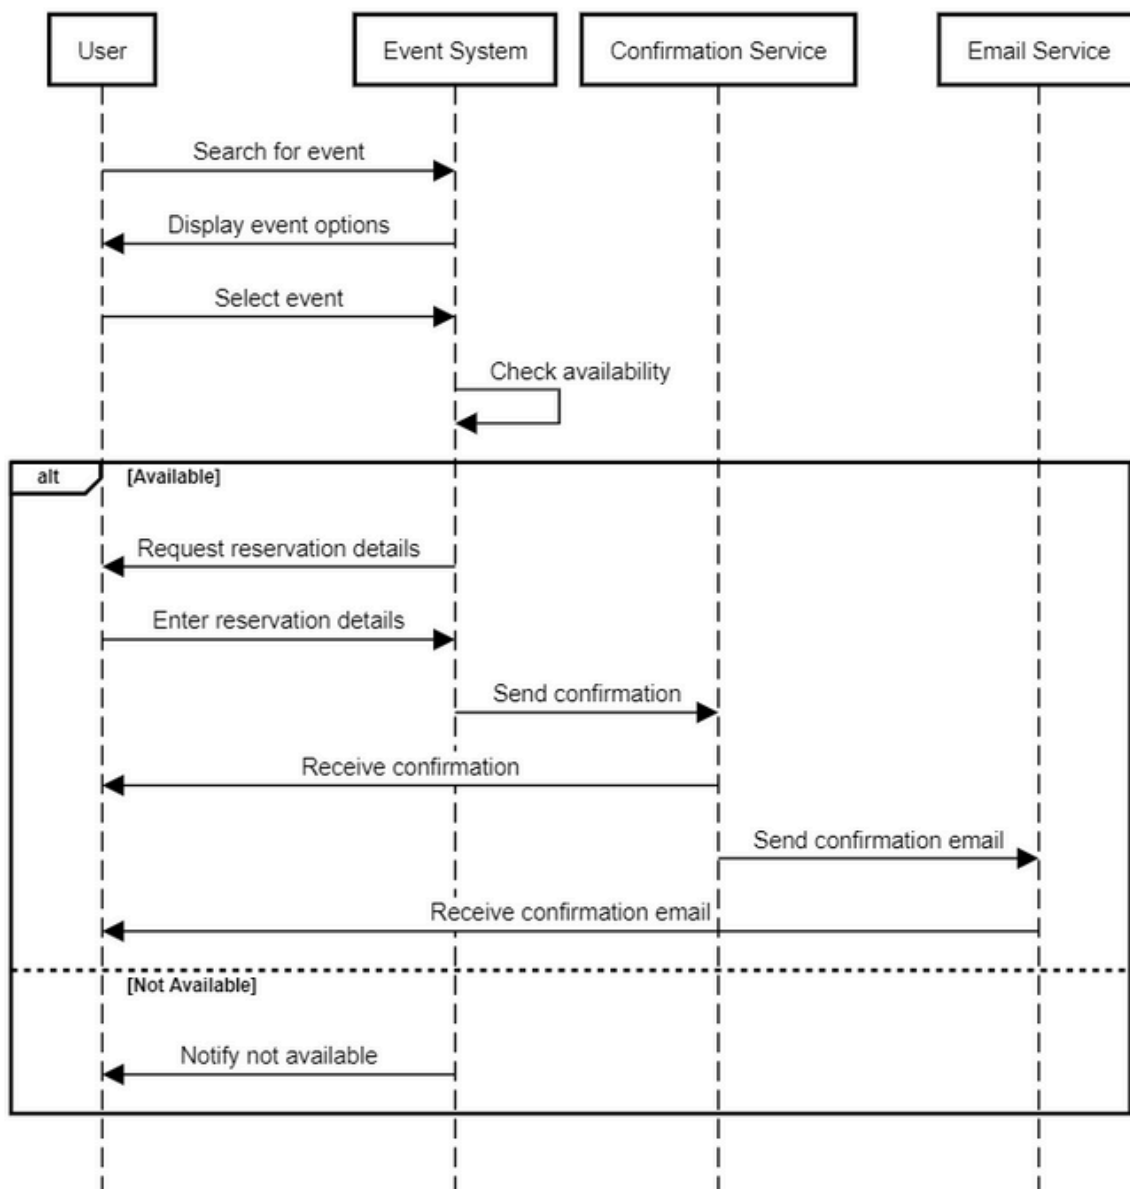 User
Event System
Confirmation Service
Email Service
Search for event
Display event options
Select event
Check availability
alt
[Available]
Request reservation details
Enter reservation details
Send confirmation
Receive confirmation
Send confirmation email
Receive confirmation email
[Not Available]
Notify not available